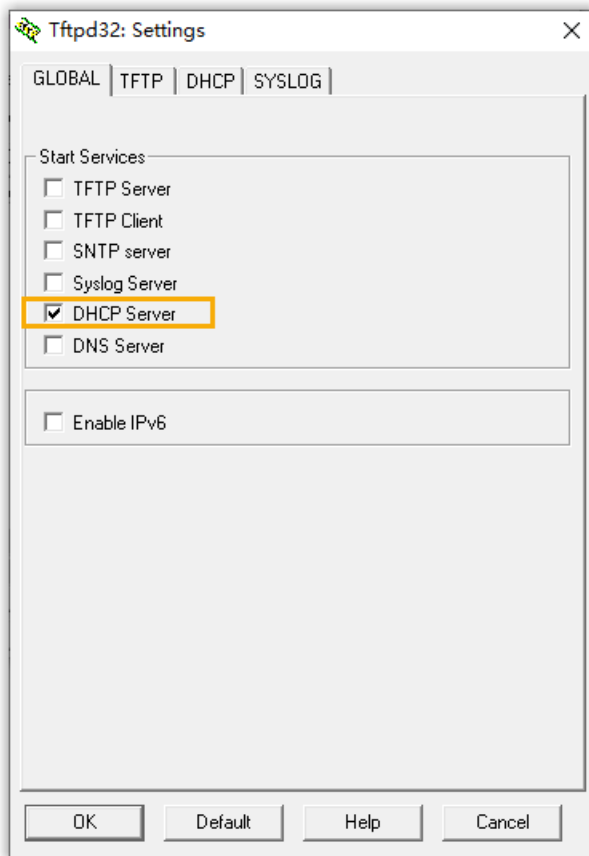 Tftpd32: Settings
GLOBAL TFTP DHCP SYSLOG
Start Services
TFTP Server
TFTP Client
SNTP server
Syslog Server
DHCP Server
DNS Server
Enable IPv6
OK Default Help Cancel